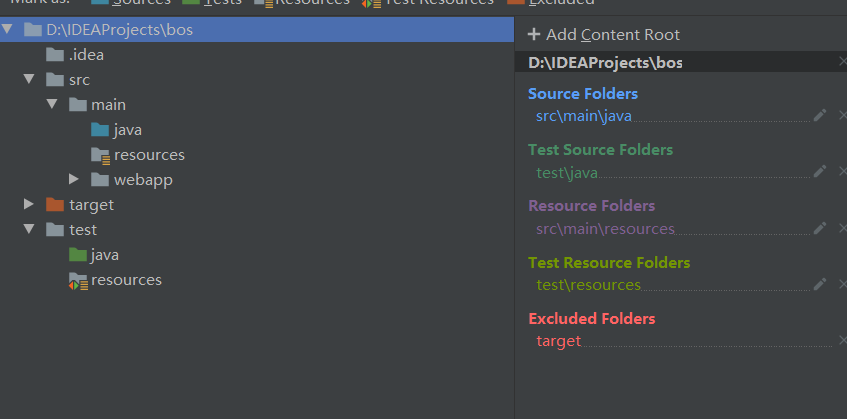 Mark as: Sources Tests Resources Test Resources Excluded
D:\IDEAProjects\bos
.idea
src
main
java
resources
webapp
target
test
java
resources
+ Add Content Root
D:\IDEAProjects\bos
Source Folders
src\main\java
Test Source Folders
test\java
Resource Folders
src\main\resources
Test Resource Folders
test\resources
Excluded Folders
target